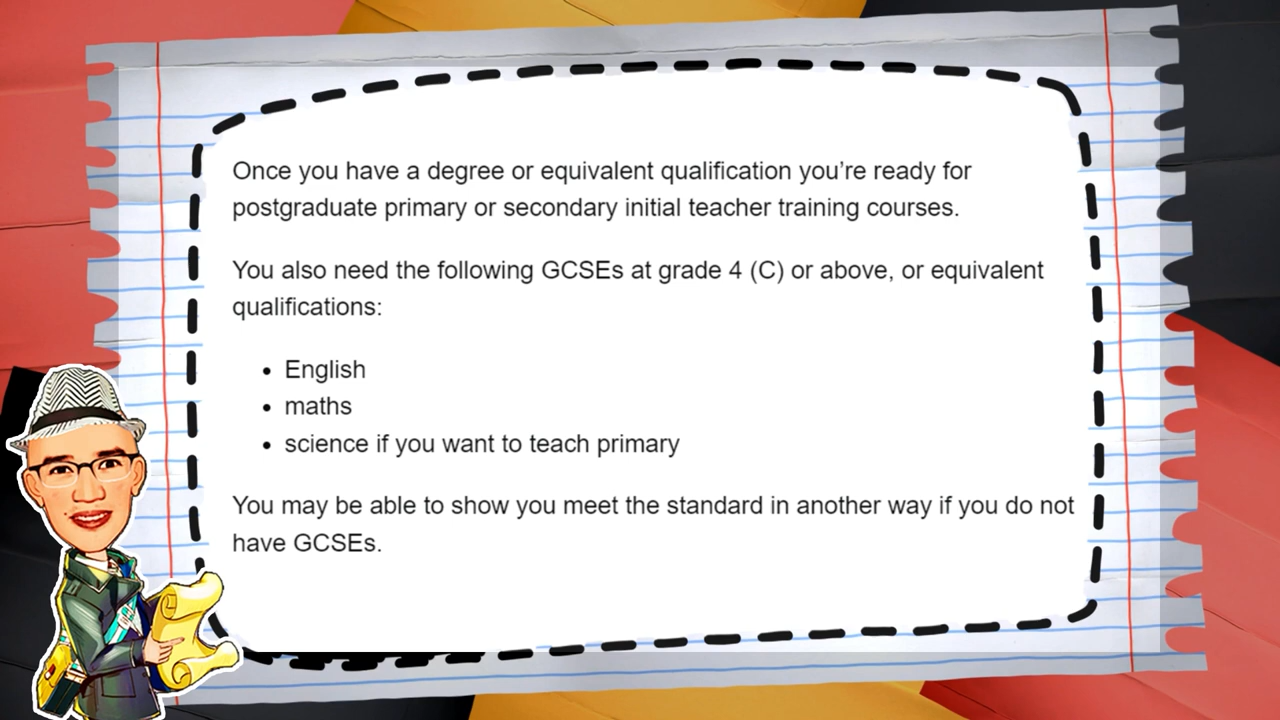 Once you have a degree or equivalent qualification you’re ready for
postgraduate primary or secondary initial teacher training courses.
You also need the following GCSEs at grade 4 (C) or above, or equivalent
qualifications:
• English
• maths
• science if you want to teach primary
You may be able to show you meet the standard in another way if you do not
have GCSEs.